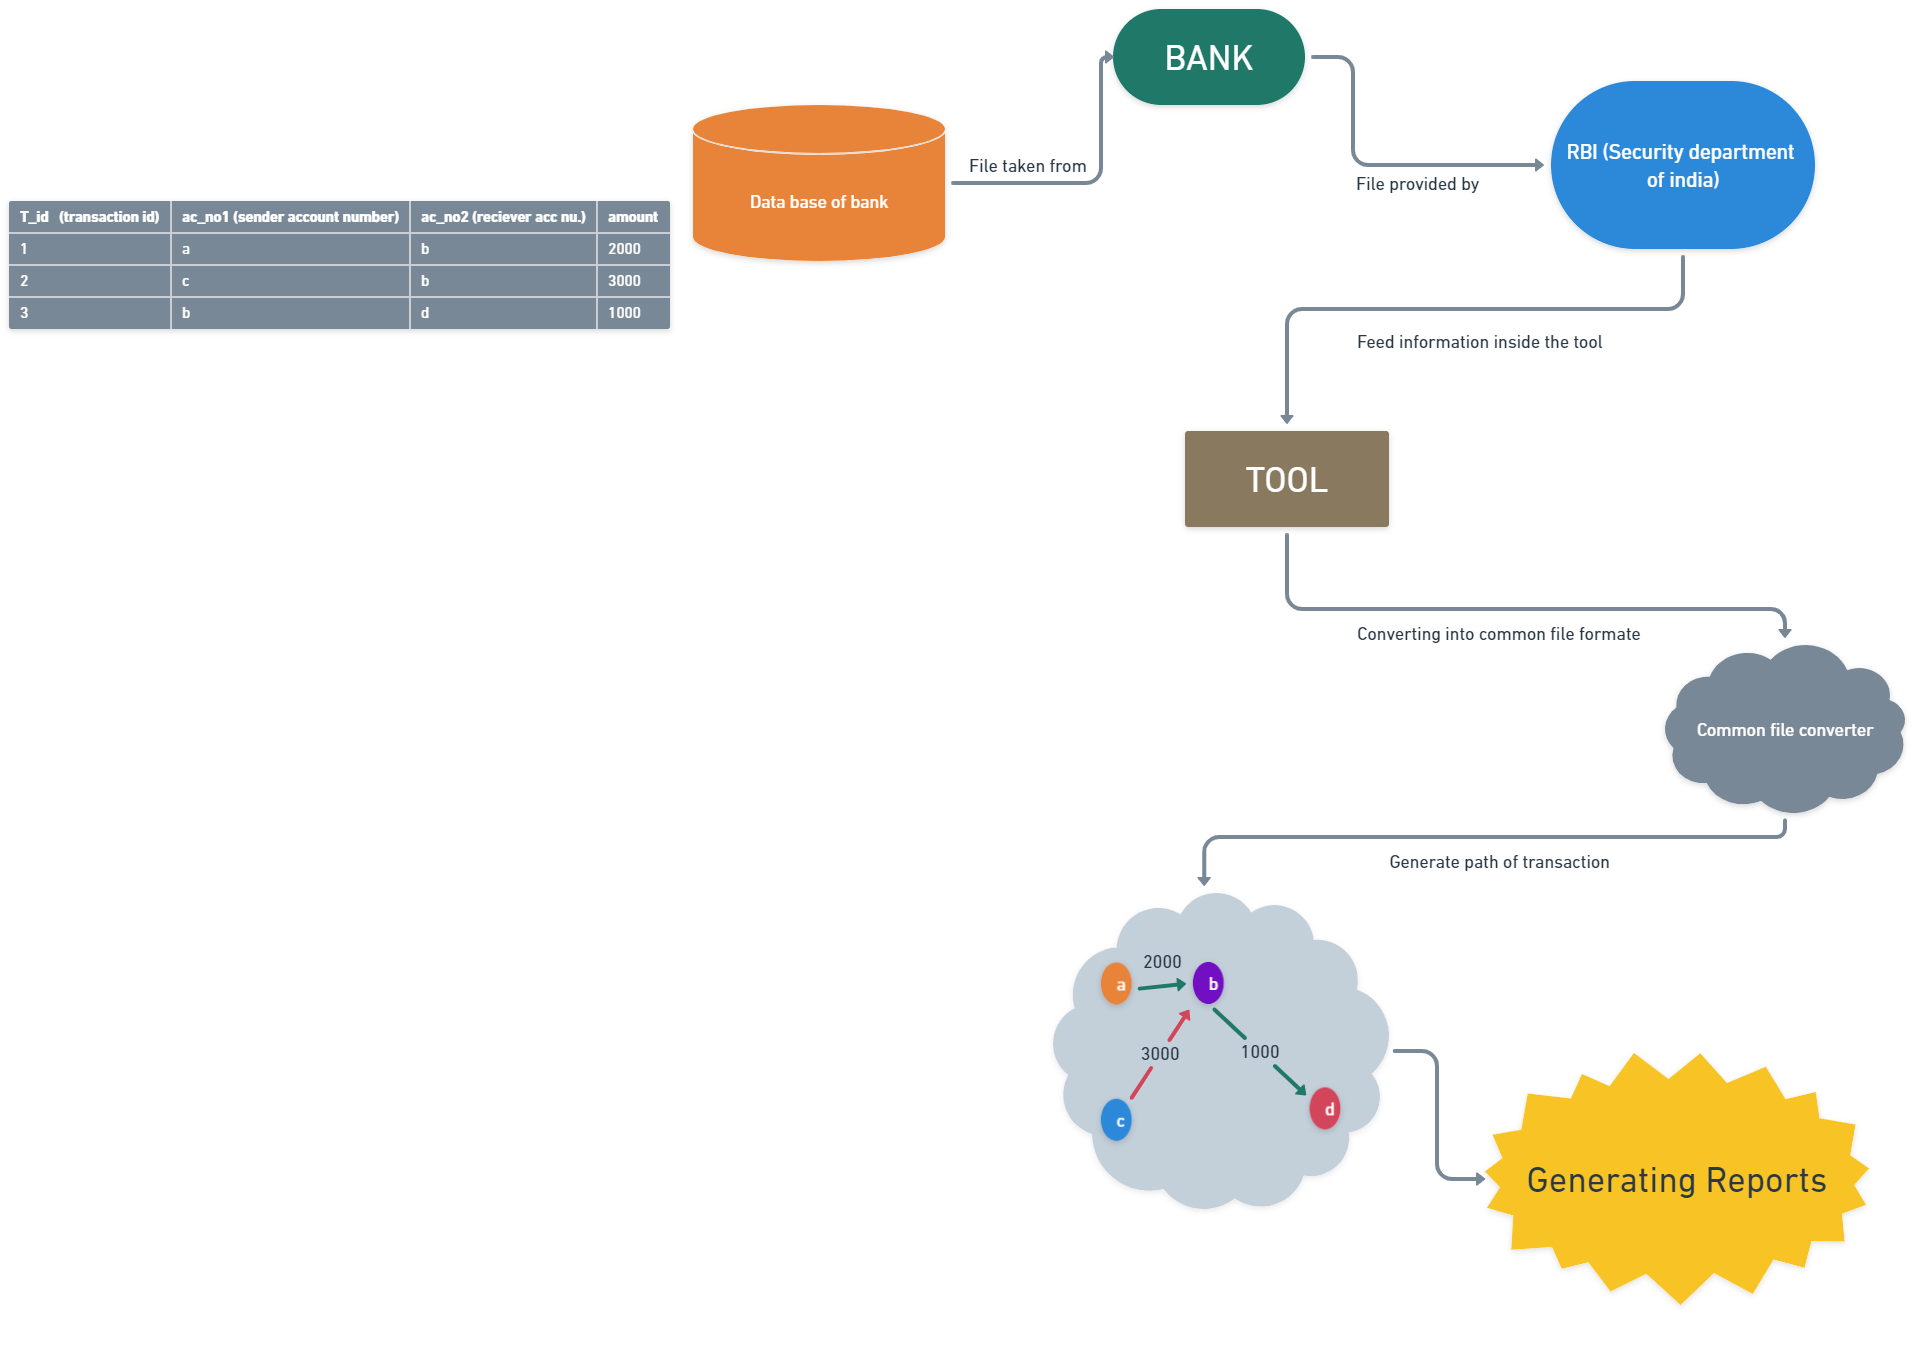 BANK
RBI (Security department
of india)
File taken from
File provided by
Data base of bank
T_id (transaction id) ac_no1 (sender account number) ac_no2 (reciever acc nu.) amount
1 a b 2000
2 c b 3000
3 b d 1000
Feed information inside the tool
TOOL
Converting into common file formate
Common file converter
Generate path of transaction
2000
a b
3000 1000
c d
Generating Reports